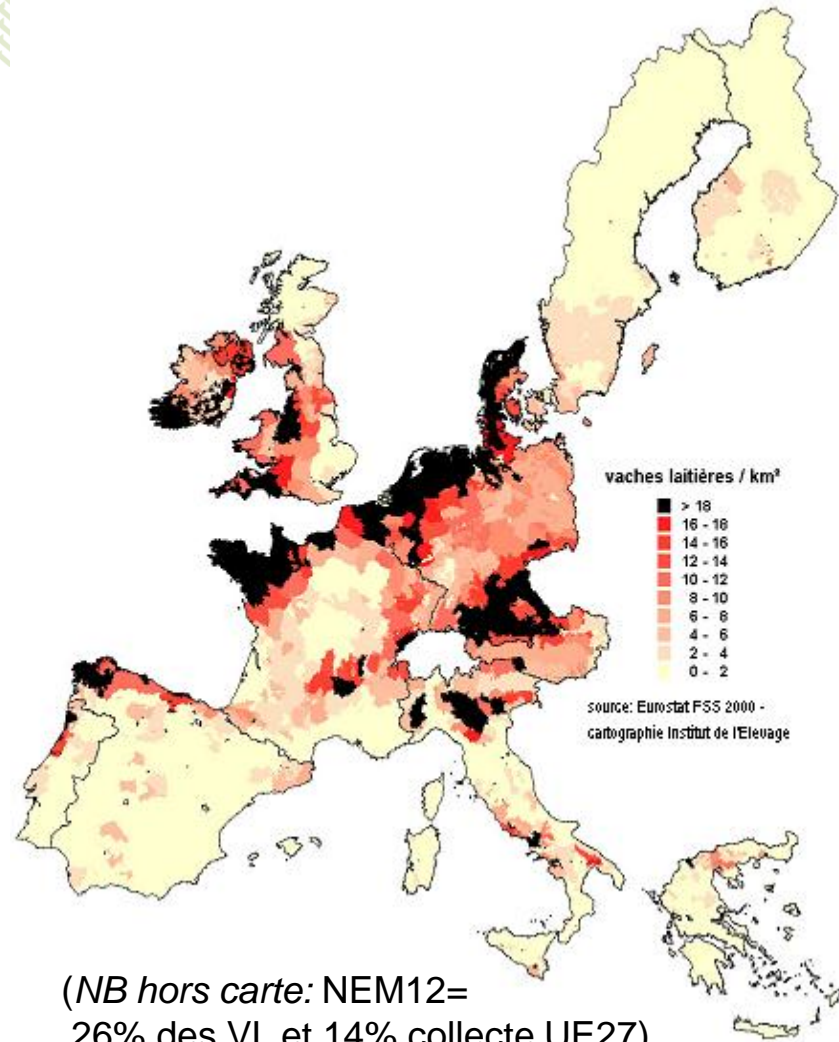 vaches laitières / km²
> 18
16 - 18
14 - 16
12 - 14
10 - 12
8 - 10
6 - 8
4 - 6
2 - 4
0 - 2
source: Eurostat FSS 2000 -
cartographie Institut de l'Elevage
(NB hors carte: NEM12=
26% des VL et 14% collecte UE27)